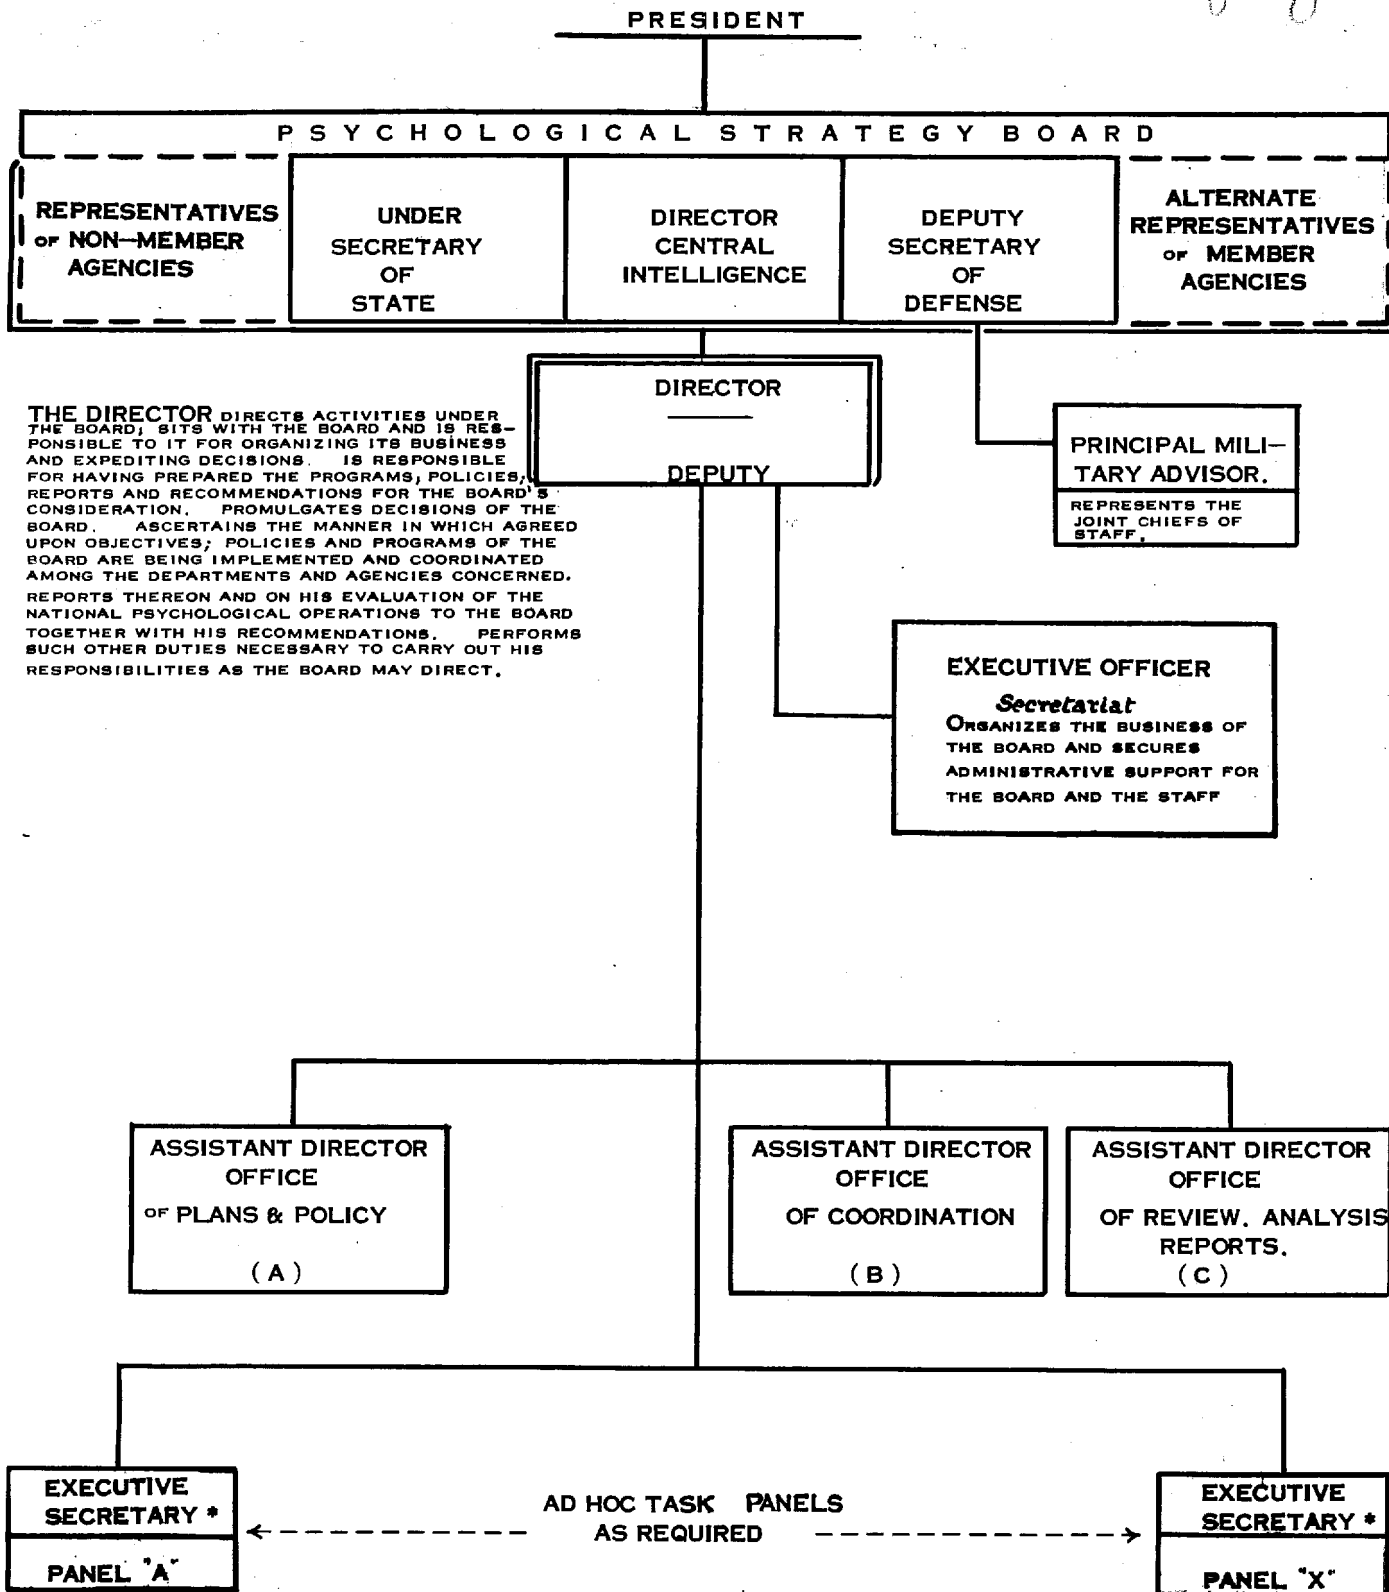 PRESIDENT
PSYCHOLOGICAL STRATEGY BOARD
REPRESENTATIVES
OF NON-MEMBER
AGENCIES
UNDER
SECRETARY
OF
STATE
DIRECTOR
CENTRAL
INTELLIGENCE
DEPUTY
SECRETARY
OF
DEFENSE
ALTERNATE
REPRESENTATIVES
OF MEMBER
AGENCIES
DIRECTOR
DEPUTY
THE DIRECTOR DIRECTS ACTIVITIES UNDER
THE BOARD; SITS WITH THE BOARD AND IS RES-
PONSIBLE TO IT FOR ORGANIZING ITS BUSINESS
AND EXPEDITING DECISIONS. IS RESPONSIBLE
FOR HAVING PREPARED THE PROGRAMS, POLICIES,
REPORTS AND RECOMMENDATIONS FOR THE BOARD'S
CONSIDERATION. PROMULGATES DECISIONS OF THE
BOARD. ASCERTAINS THE MANNER IN WHICH AGREED
UPON OBJECTIVES; POLICIES AND PROGRAMS OF THE
BOARD ARE BEING IMPLEMENTED AND COORDINATED
AMONG THE DEPARTMENTS AND AGENCIES CONCERNED.
REPORTS THEREON AND ON HIS EVALUATION OF THE
NATIONAL PSYCHOLOGICAL OPERATIONS TO THE BOARD
TOGETHER WITH HIS RECOMMENDATIONS. PERFORMS
SUCH OTHER DUTIES NECESSARY TO CARRY OUT HIS
RESPONSIBILITIES AS THE BOARD MAY DIRECT.
PRINCIPAL MILI-
TARY ADVISOR.
REPRESENTS THE
JOINT CHIEFS OF
STAFF.
EXECUTIVE OFFICER
Secretariat
ORGANIZES THE BUSINESS OF
THE BOARD AND SECURES
ADMINISTRATIVE SUPPORT FOR
THE BOARD AND THE STAFF
ASSISTANT DIRECTOR
OFFICE
OF PLANS & POLICY
(A)
ASSISTANT DIRECTOR
OFFICE
OF COORDINATION
(B)
ASSISTANT DIRECTOR
OFFICE
OF REVIEW. ANALYSIS
REPORTS.
(C)
EXECUTIVE
SECRETARY *
PANEL "A"
AD HOC TASK PANELS
AS REQUIRED
EXECUTIVE
SECRETARY *
PANEL "X"